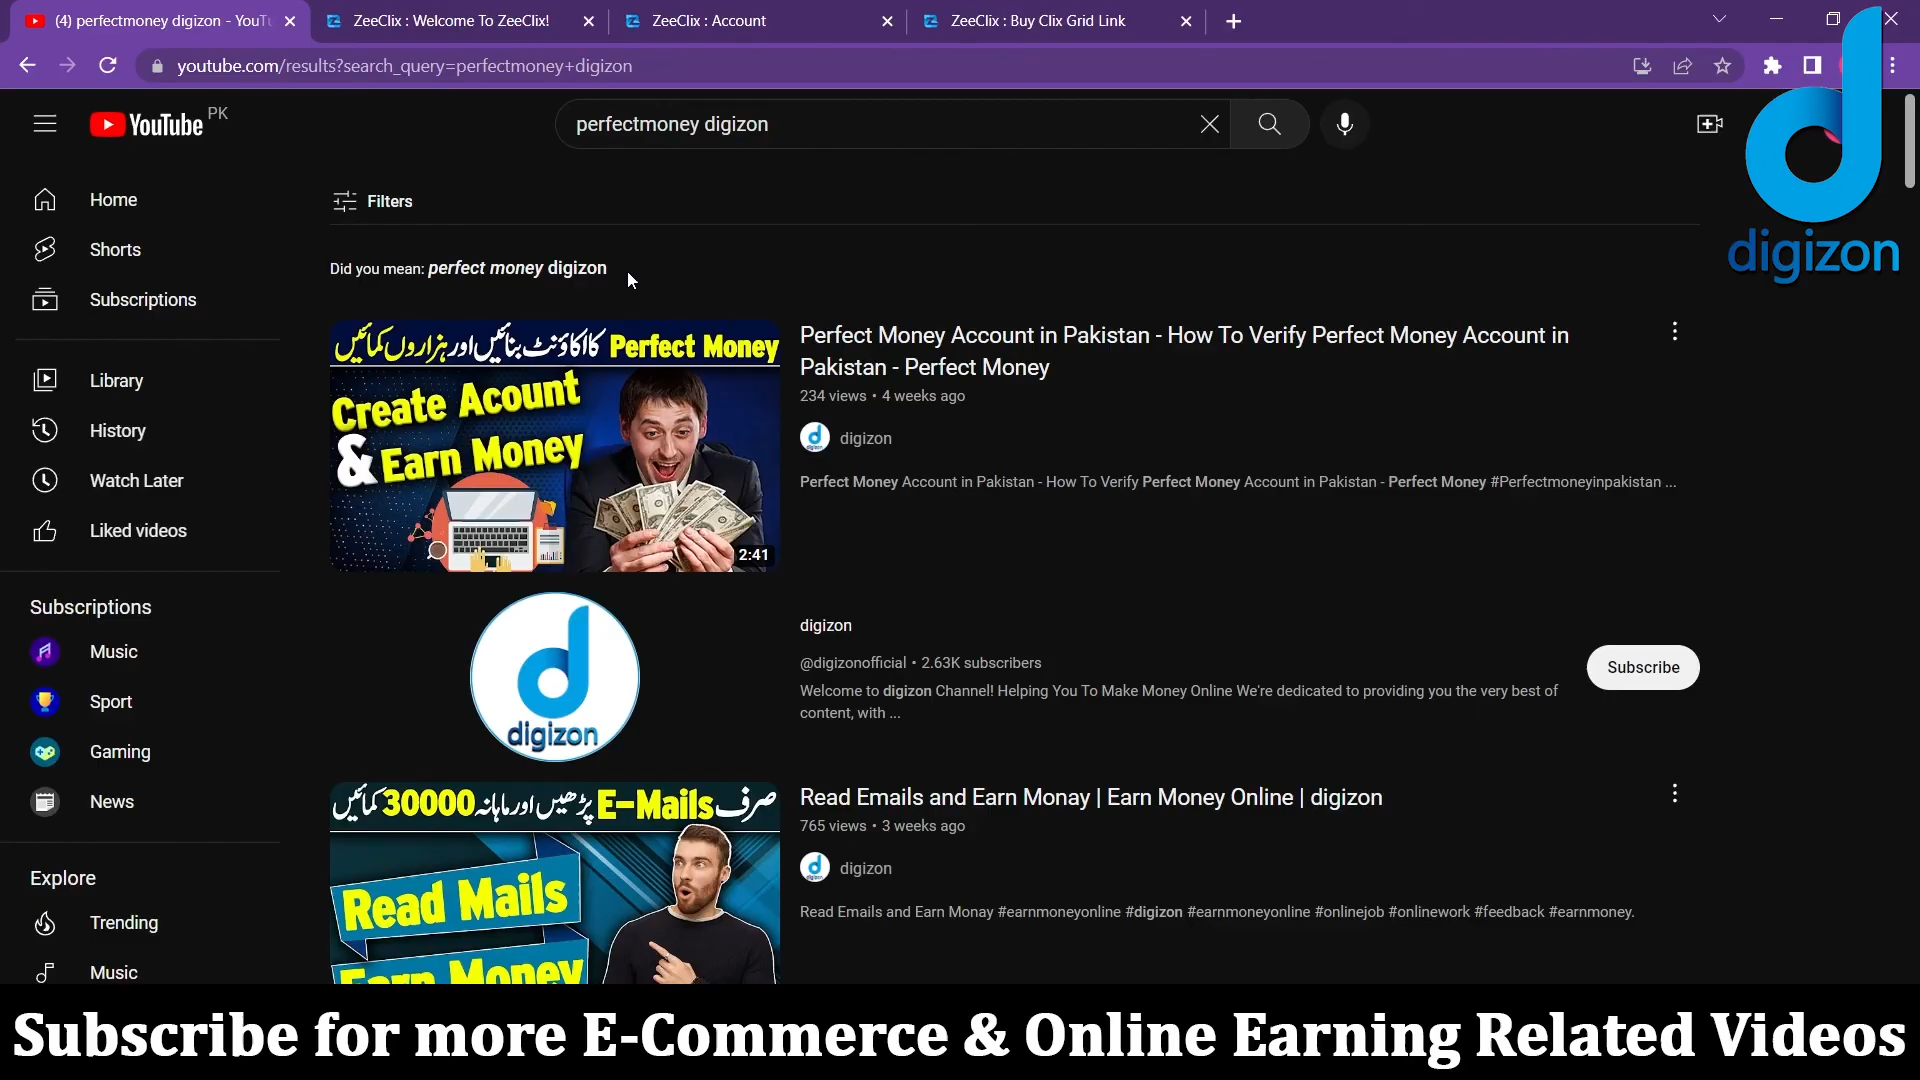 (4) perfectmoney digizon - YouTu
ZeeClix : Welcome To ZeeClix!
ZeeClix : Account
ZeeClix : Buy Clix Grid Link
youtube.com/results?search_query=perfectmoney+digizon
YouTube PK
perfectmoney digizon
digizon
Home
Shorts
Subscriptions
Library
History
Watch Later
Liked videos
Subscriptions
Music
Sport
Gaming
News
Explore
Trending
Music
Filters
Did you mean: perfect money digizon
Perfect Money کا اکاؤنٹ بنائیں اور ہزاروں کمائیں
Create Acount
& Earn Money
2:41
Perfect Money Account in Pakistan - How To Verify Perfect Money Account in
Pakistan - Perfect Money
234 views • 4 weeks ago
digizon
Perfect Money Account in Pakistan - How To Verify Perfect Money Account in Pakistan - Perfect Money #Perfectmoneyinpakistan ...
digizon
digizon
@digizonofficial • 2.63K subscribers
Welcome to digizon Channel! Helping You To Make Money Online We're dedicated to providing you the very best of
content, with ...
Subscribe
صرف E-Mails پڑھیں اور ماہانہ 30000 کمائیں
Read Mails
Earn Money
Read Emails and Earn Monay | Earn Money Online | digizon
765 views • 3 weeks ago
digizon
Read Emails and Earn Monay #earnmoneyonline #digizon #earnmoneyonline #onlinejob #onlinework #feedback #earnmoney.
Subscribe for more E-Commerce & Online Earning Related Videos